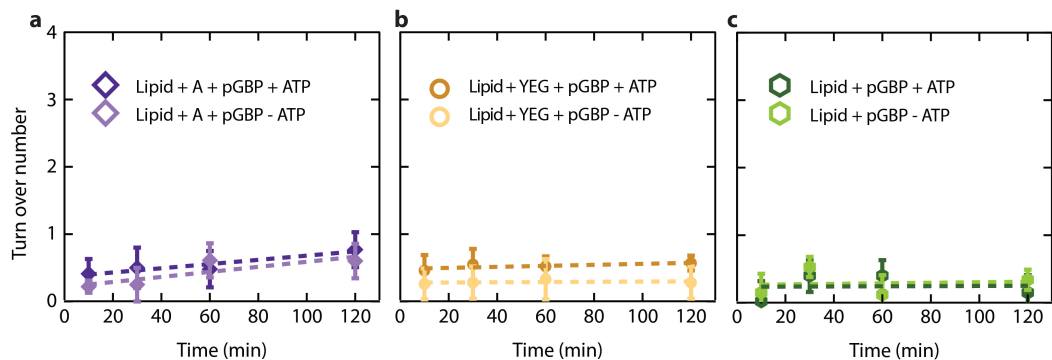 a
Turn over number
4
3
2
1
0
Lipid + A + pGBP + ATP
Lipid + A + pGBP - ATP
0 20 40 60 80 100 120
Time (min)
b
Lipid + YEG + pGBP + ATP
Lipid + YEG + pGBP - ATP
0 20 40 60 80 100 120
Time (min)
c
Lipid + pGBP + ATP
Lipid + pGBP - ATP
0 20 40 60 80 100 120
Time (min)